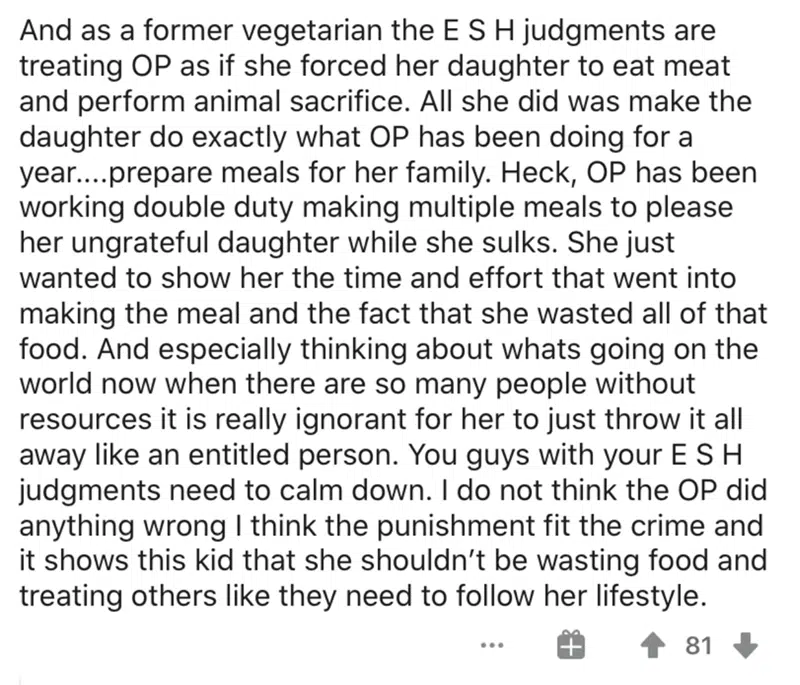 And as a former vegetarian the E S H judgments are
treating OP as if she forced her daughter to eat meat
and perform animal sacrifice. All she did was make the
daughter do exactly what OP has been doing for a
year....prepare meals for her family. Heck, OP has been
working double duty making multiple meals to please
her ungrateful daughter while she sulks. She just
wanted to show her the time and effort that went into
making the meal and the fact that she wasted all of that
food. And especially thinking about whats going on the
world now when there are so many people without
resources it is really ignorant for her to just throw it all
away like an entitled person. You guys with your E S H
judgments need to calm down. I do not think the OP did
anything wrong I think the punishment fit the crime and
it shows this kid that she shouldn’t be wasting food and
treating others like they need to follow her lifestyle.
81